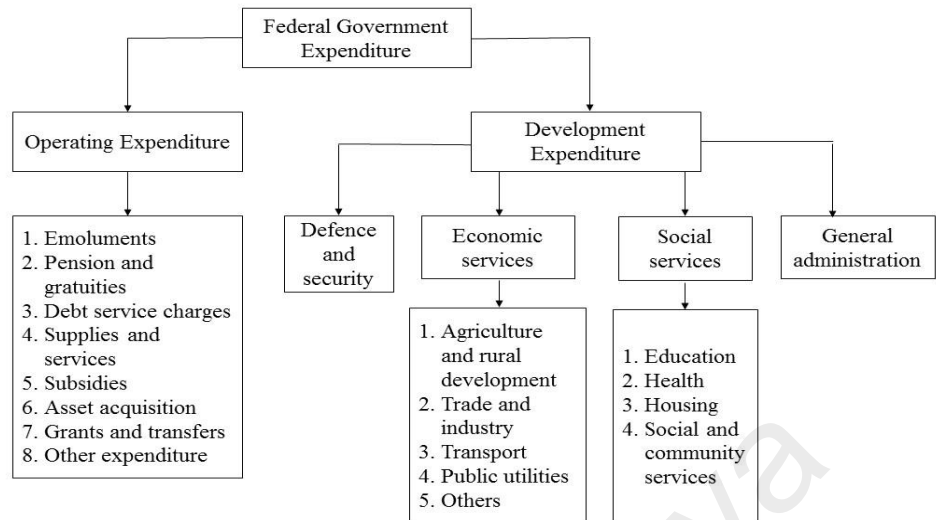 Federal Government
Expenditure
Operating Expenditure
Development
Expenditure
1. Emoluments
2. Pension and
gratuities
3. Debt service charges
4. Supplies and
services
5. Subsidies
6. Asset acquisition
7. Grants and transfers
8. Other expenditure
Defence
and
security
Economic
services
Social
services
General
administration
1. Agriculture
and rural
development
2. Trade and
industry
3. Transport
4. Public utilities
5. Others
1. Education
2. Health
3. Housing
4. Social and
community
services
ya